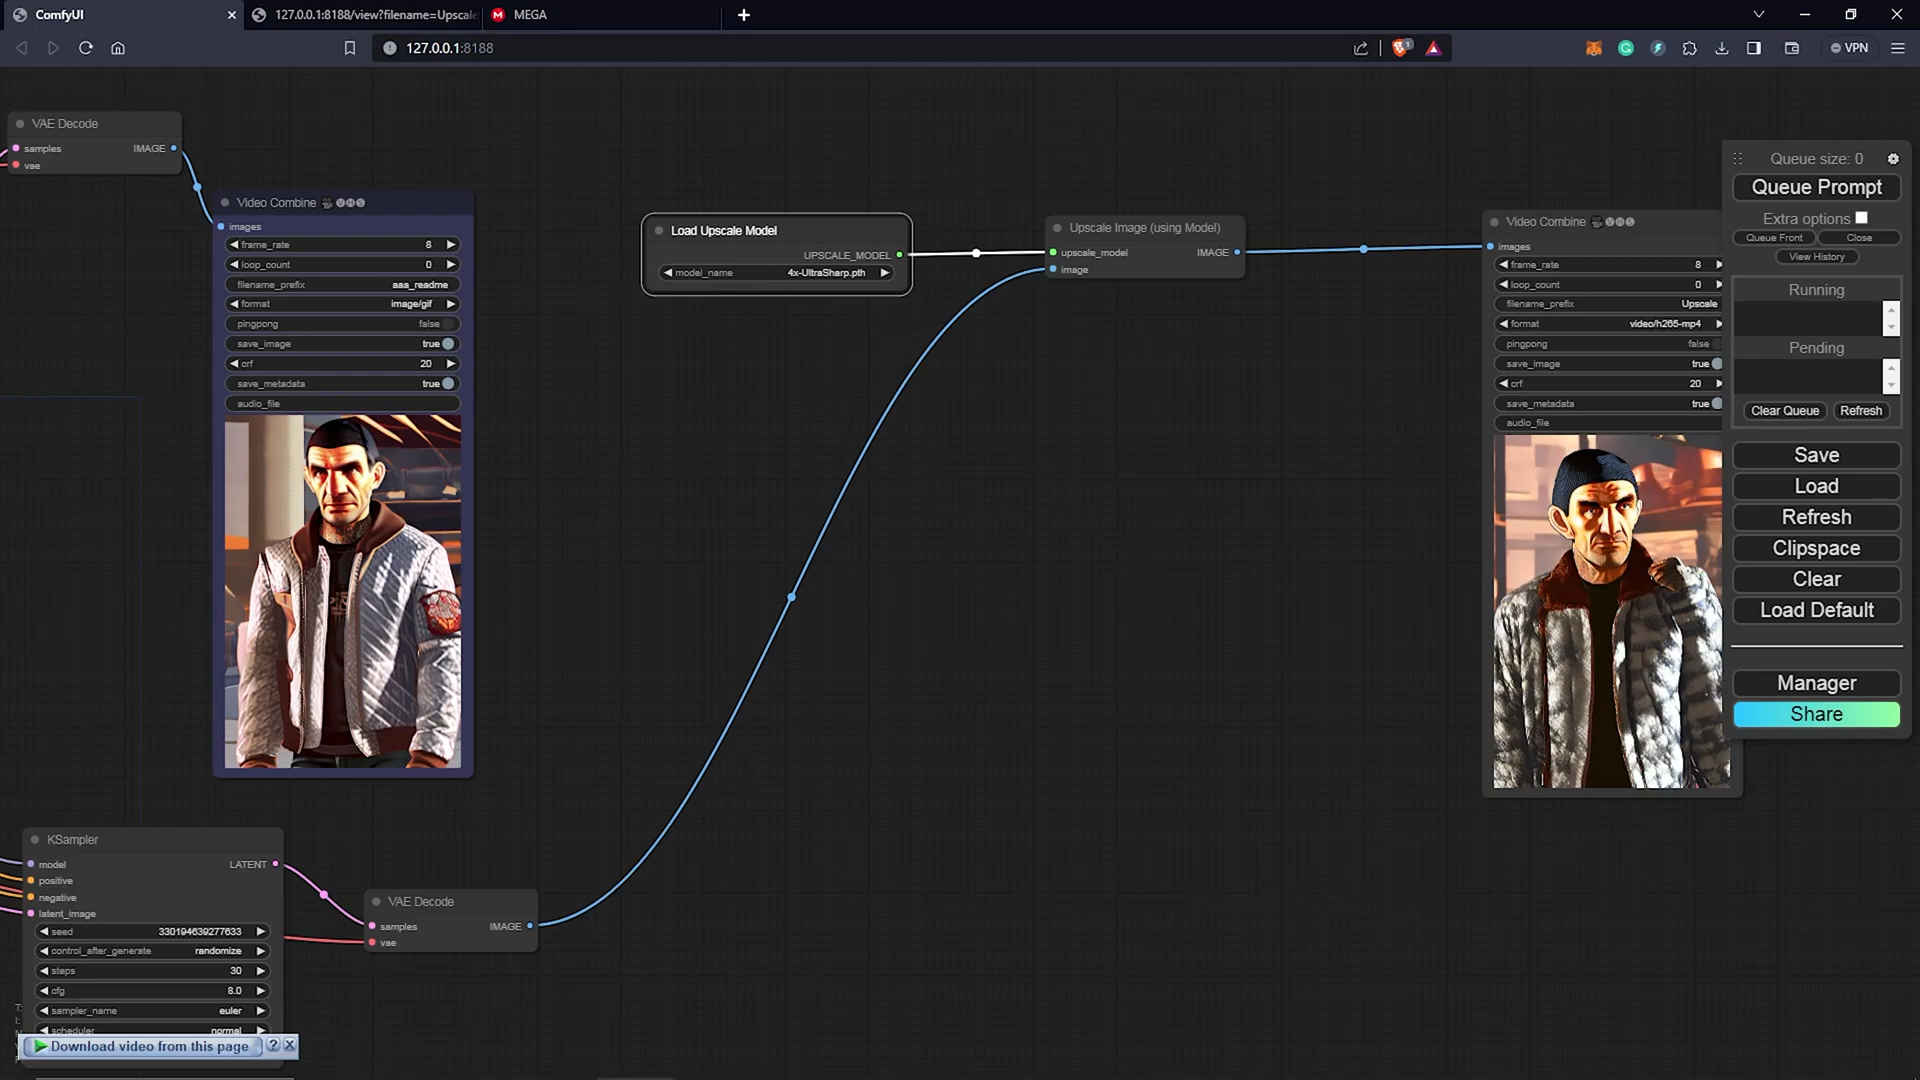 ComfyUI
127.0.0.1:8188/view?filename=Upscale
MEGA
127.0.0.1:8188
1
VPN
VAE Decode
samples
IMAGE
vae
Video Combine VHS
images
frame_rate 8
loop_count 0
filename_prefix aaa_readme
format image/gif
pingpong false
save_image true
crf 20
save_metadata true
audio_file
Load Upscale Model
UPSCALE_MODEL
model_name 4x-UltraSharp.pth
Upscale Image (using Model)
upscale_model
IMAGE
image
Video Combine VHS
images
frame_rate 8
loop_count 0
filename_prefix Upscale
format video/h265-mp4
pingpong false
save_image true
crf 20
save_metadata true
audio_file
Queue size: 0
Queue Prompt
Extra options
Queue Front
Close
View History
Running
Pending
Clear Queue
Refresh
Save
Load
Refresh
Clipspace
Clear
Load Default
Manager
Share
KSampler
model
LATENT
positive
negative
latent_image
seed 330194639277633
control_after_generate randomize
steps 30
cfg 8.0
sampler_name euler
scheduler normal
VAE Decode
samples
IMAGE
vae
Download video from this page
?
X